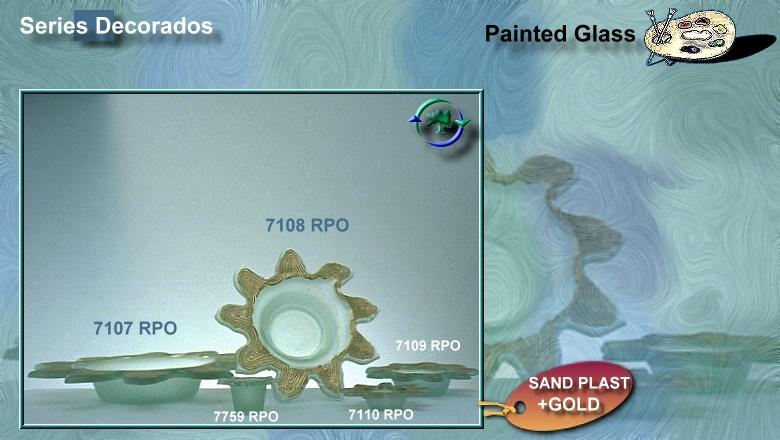 Series Decorados
Painted Glass
7108 RPO
7107 RPO
7109 RPO
7759 RPO
7110 RPO
SAND PLAST
+GOLD